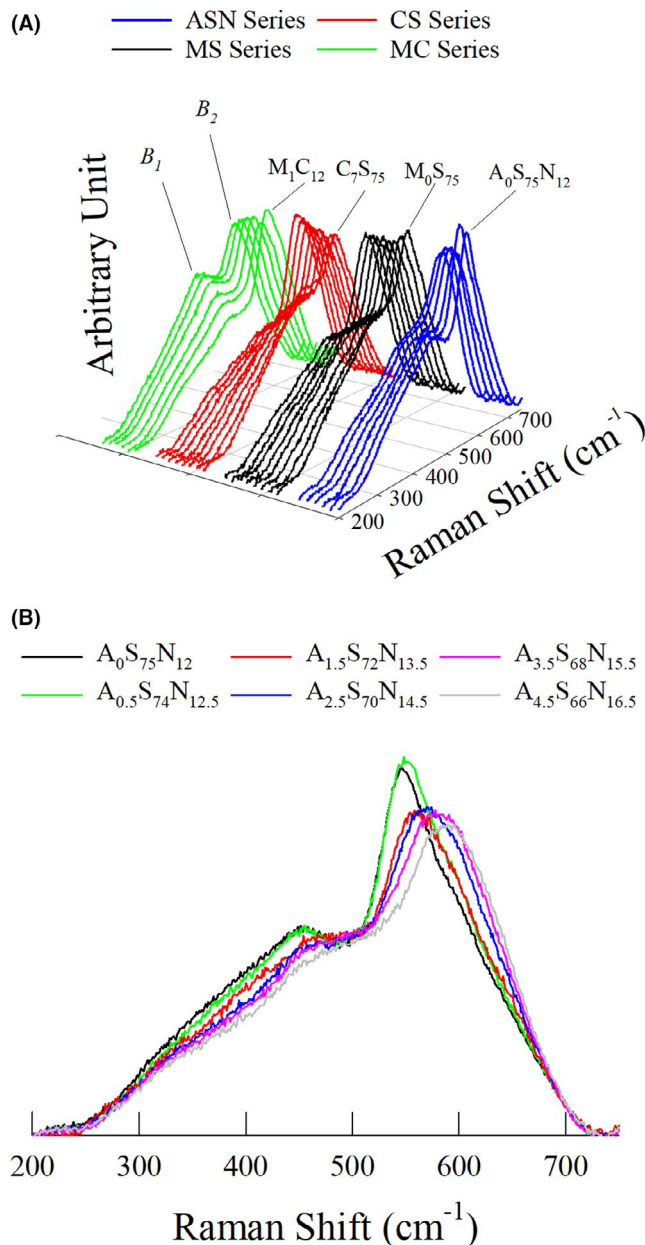 (A)
ASN Series CS Series
MS Series MC Series
B₁ B₂ M₁C₁₂ C₇S₇₅ M₀S₇₅ A₀S₇₅N₁₂
Arbitrary Unit
200 300 400 500 600 700
Raman Shift (cm⁻¹)
(B)
A₀S₇₅N₁₂ A₁.₅S₇₂N₁₃.₅ A₃.₅S₆₈N₁₅.₅
A₀.₅S₇₄N₁₂.₅ A₂.₅S₇₀N₁₄.₅ A₄.₅S₆₆N₁₆.₅
200 300 400 500 600 700
Raman Shift (cm⁻¹)